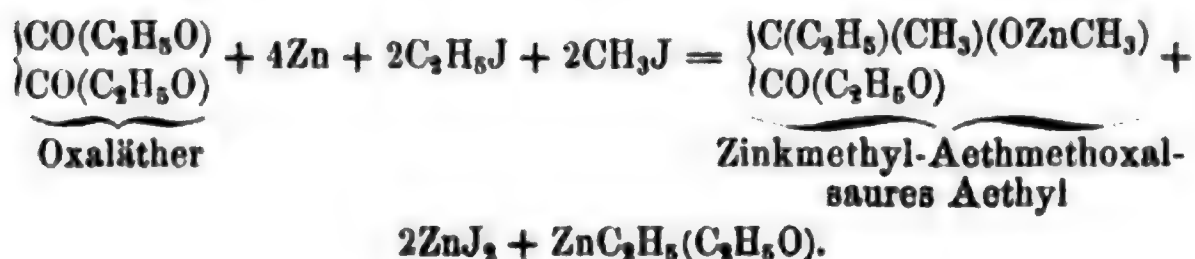 {CO(C₂H₅O) + 4Zn + 2C₂H₅J + 2CH₃J = {C(C₂H₅)(CH₃)(OZnCH₃) +
{CO(C₂H₅O) {CO(C₂H₅O)
Oxaläther Zinkmethyl-Aethmethoxal-
saures Aethyl
2ZnJ₂ + ZnC₂H₅(C₂H₅O).